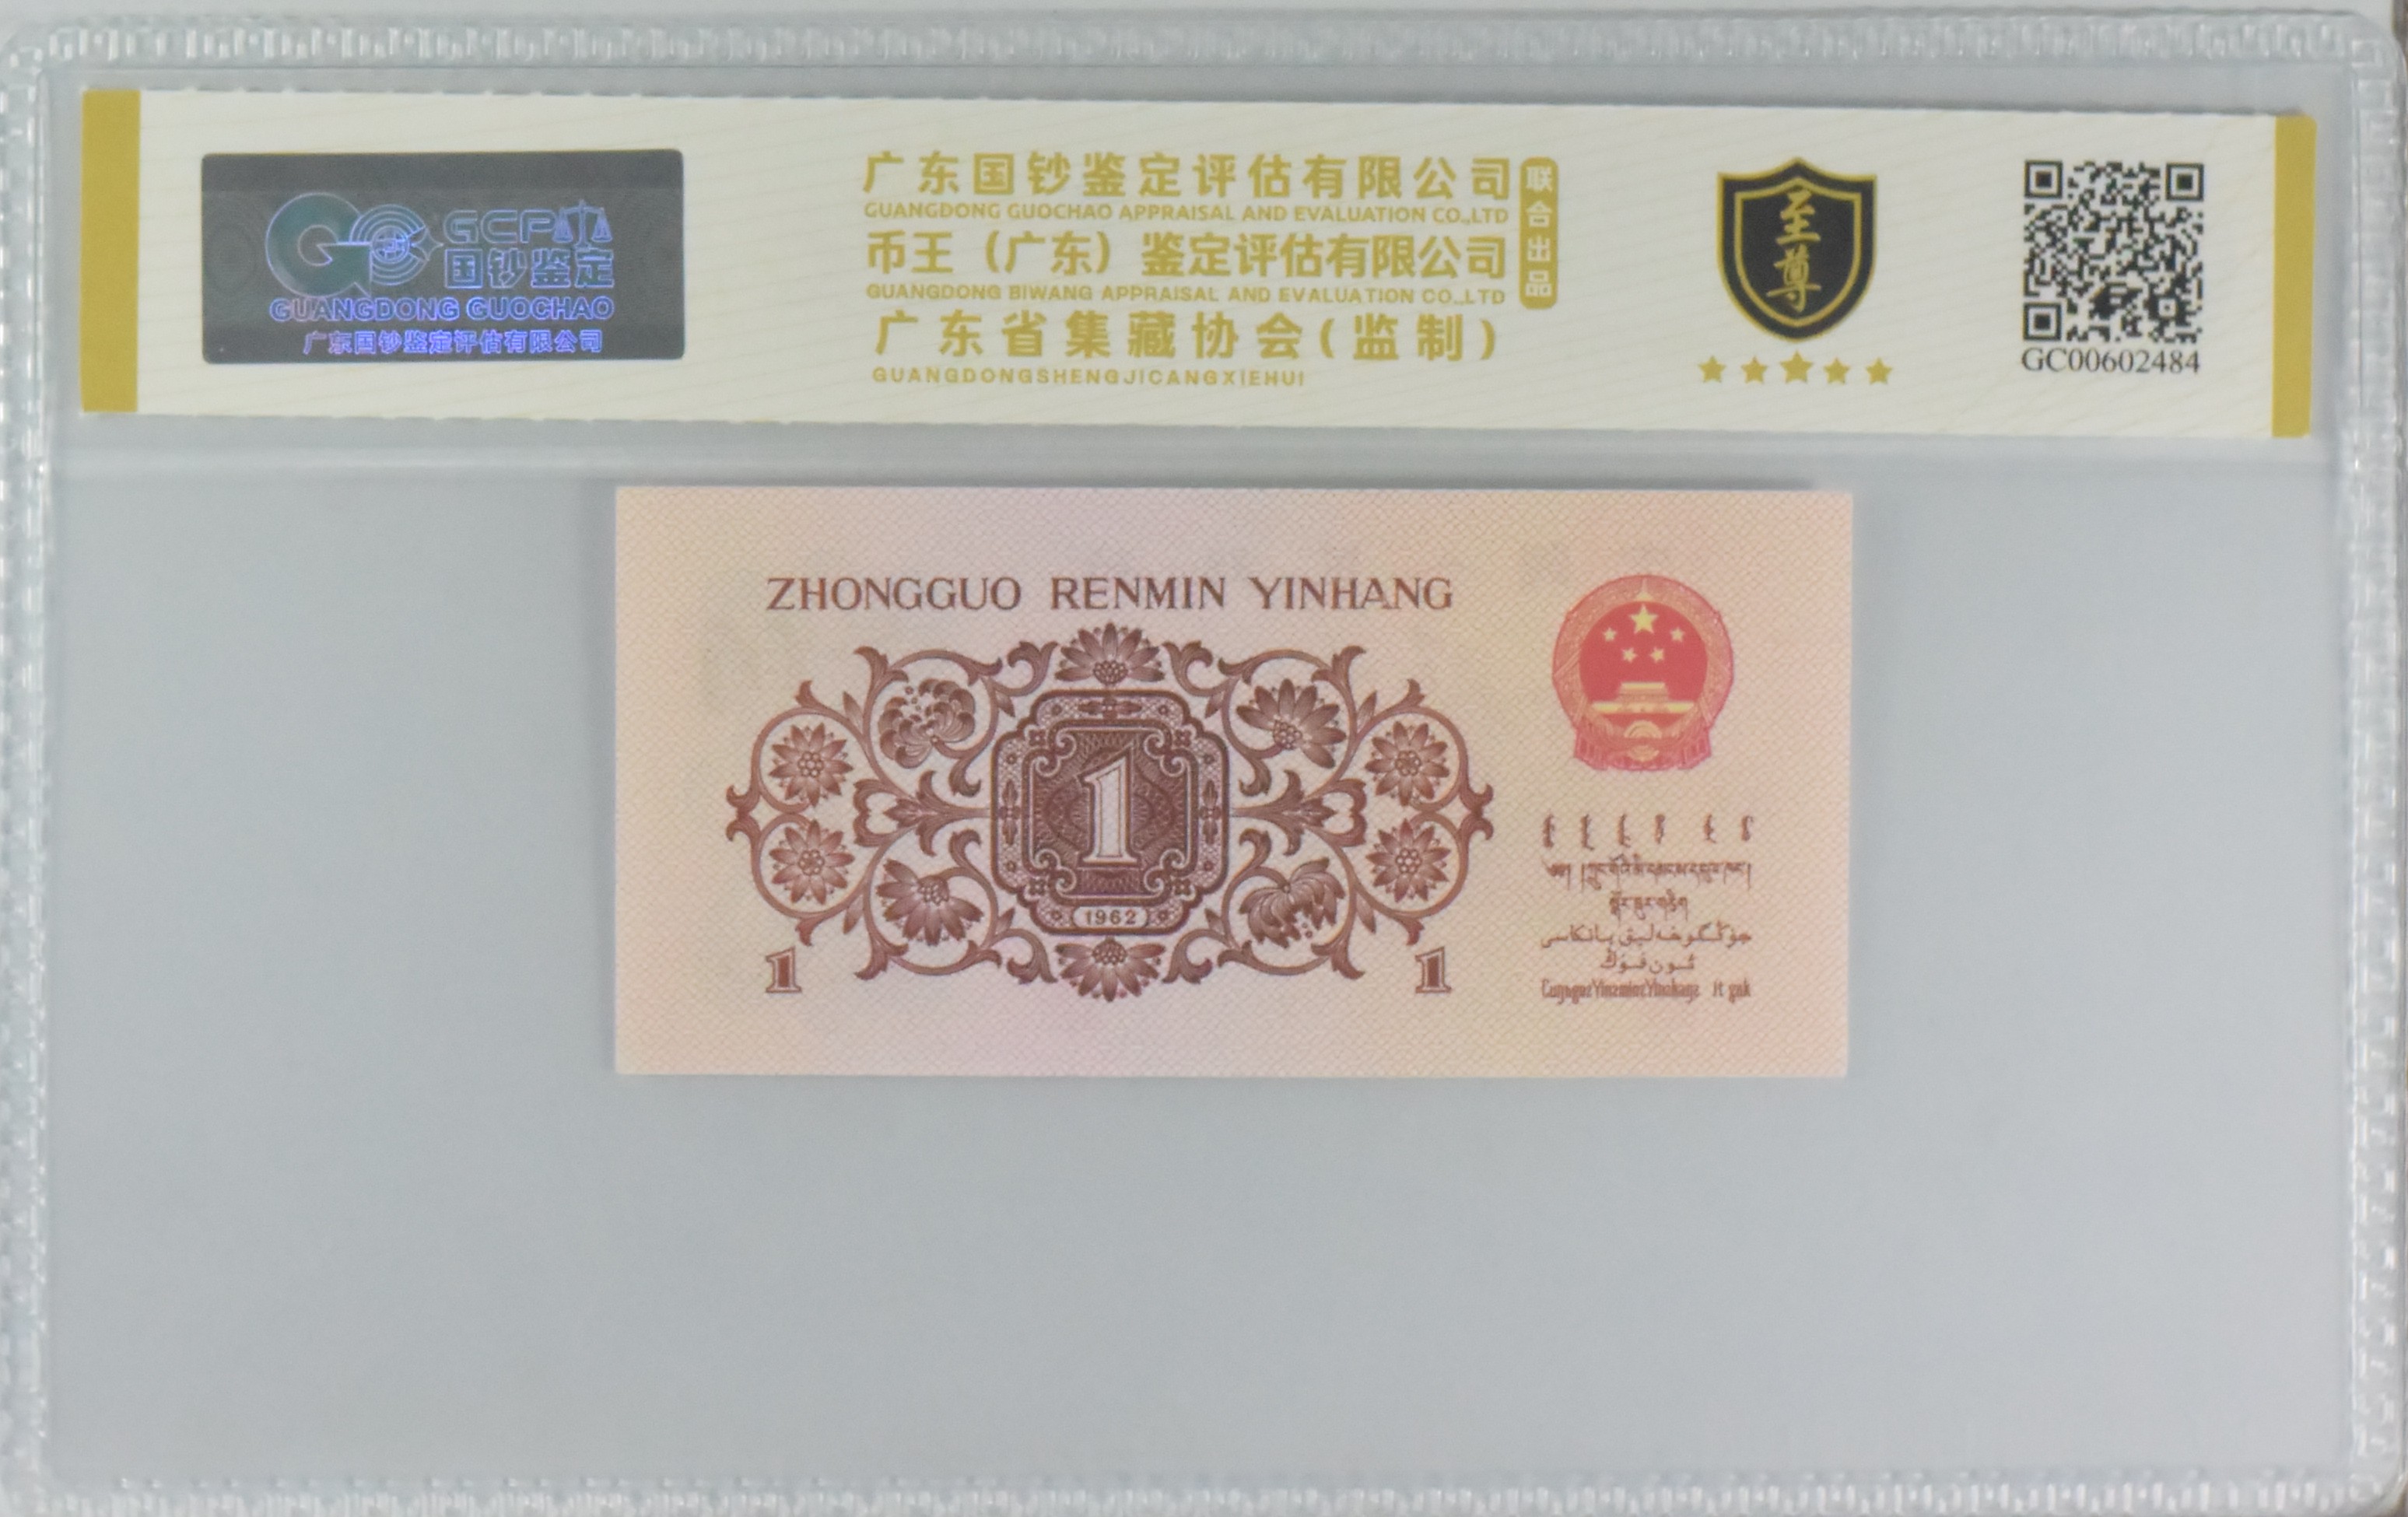 GCP
国钞鉴定
GUANGDONG GUOCHAO
广东国钞鉴定评估有限公司
广东国钞鉴定评估有限公司
GUANGDONG GUOCHAO APPRAISAL AND EVALUATION CO.,LTD
币王（广东）鉴定评估有限公司
GUANGDONG BIWANG APPRAISAL AND EVALUATION CO.,LTD
广东省集藏协会(监制)
GUANGDONGSHENGJICANGXIEHUI
联合出品
至尊
GC00602484
ZHONGGUO RENMIN YINHANG
1
1962
1
1
جۇڭگوخەلىق بانكاسى
ئون فۇڭ